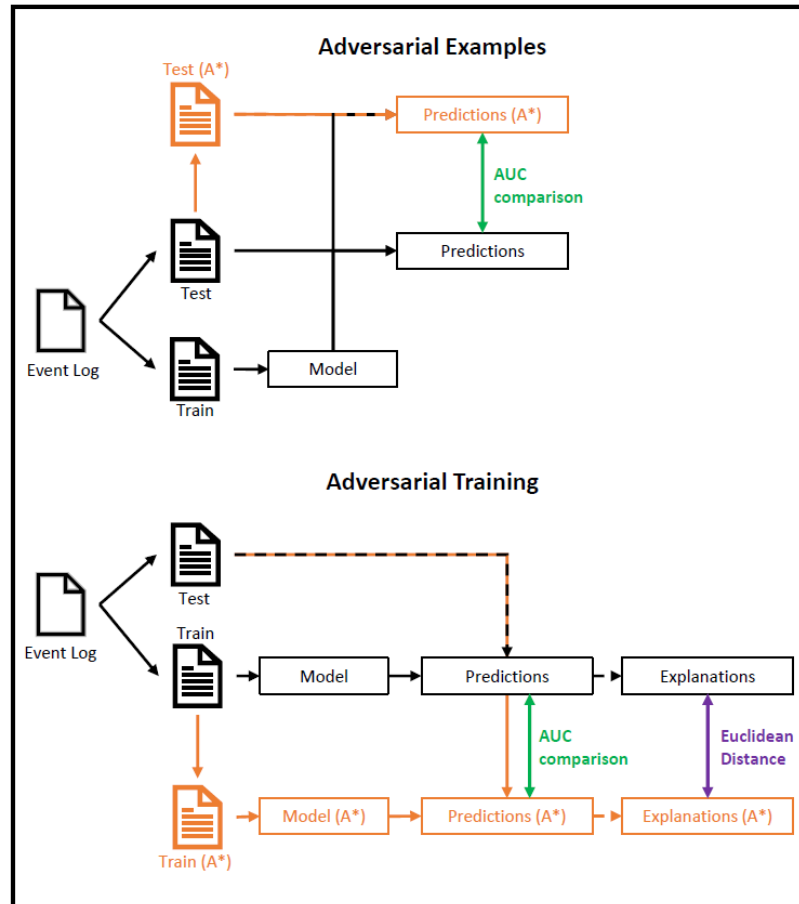 Adversarial Examples
Test (A*)
Predictions (A*)
AUC
comparison
Predictions
Test
Event Log
Model
Train
Adversarial Training
Test
Event Log
Train
Model
Predictions
Explanations
AUC
comparison
Euclidean
Distance
Model (A*)
Predictions (A*)
Explanations (A*)
Train (A*)